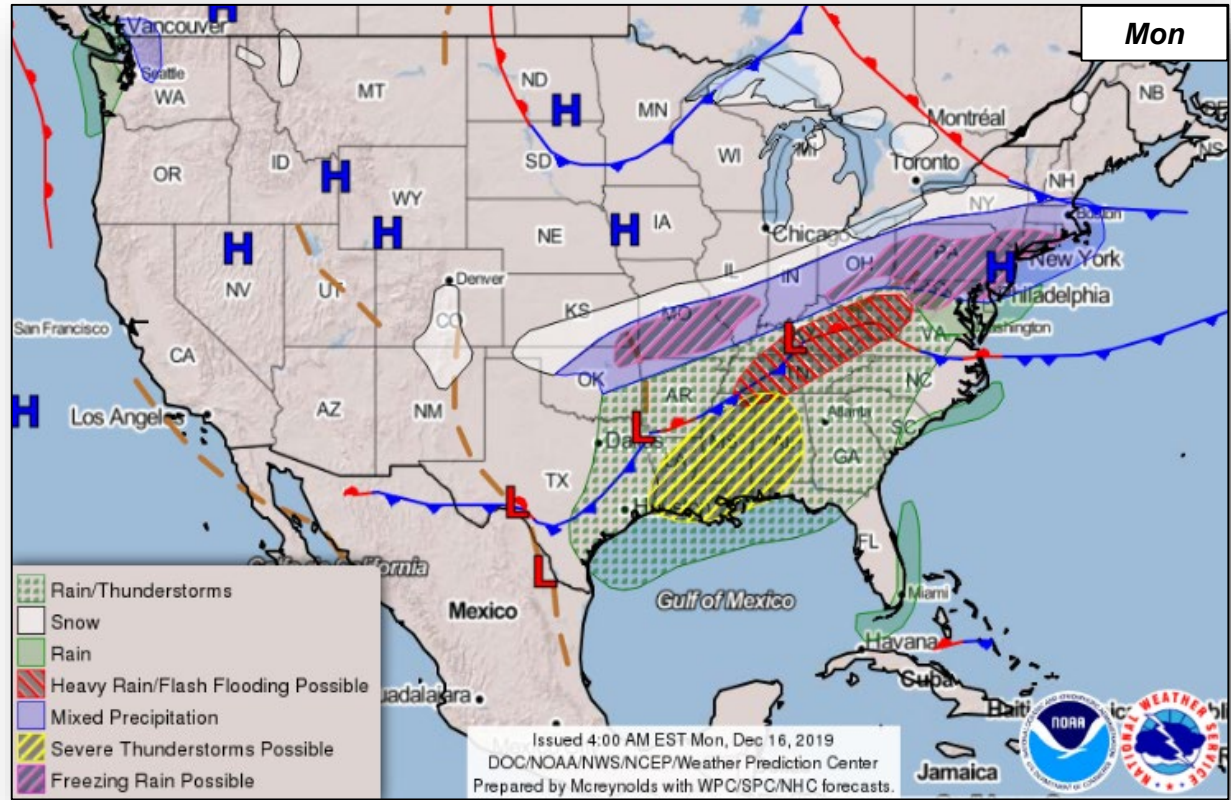 Mon
Vancouver
H
Seattle
WA
MT
ND
H
MN
Montréal
NB
NS
OR
ID
H
WY
SD
WI
MI
Toronto
NH
NY
Boston
H
NV
H
NE
H
IA
Chicago
IL
IN
OH
PA
H
New York
Philadelphia
UT
Denver
CO
KS
MO
L
VA
San Francisco
CA
H
Los Angeles
AZ
NM
OK
AR
TN
NC
L
Dallas
MS
AL
Atlanta
SC
GA
TX
L
L
FL
Miami
Gulf of Mexico
Mexico
Havana
Cuba
Jamaica
Rain/Thunderstorms
Snow
Rain
Heavy Rain/Flash Flooding Possible
Mixed Precipitation
Severe Thunderstorms Possible
Freezing Rain Possible
Issued 4:00 AM EST Mon, Dec 16, 2019
DOC/NOAA/NWS/NCEP/Weather Prediction Center
Prepared by Mcreynolds with WPC/SPC/NHC forecasts.
NOAA
NATIONAL WEATHER SERVICE